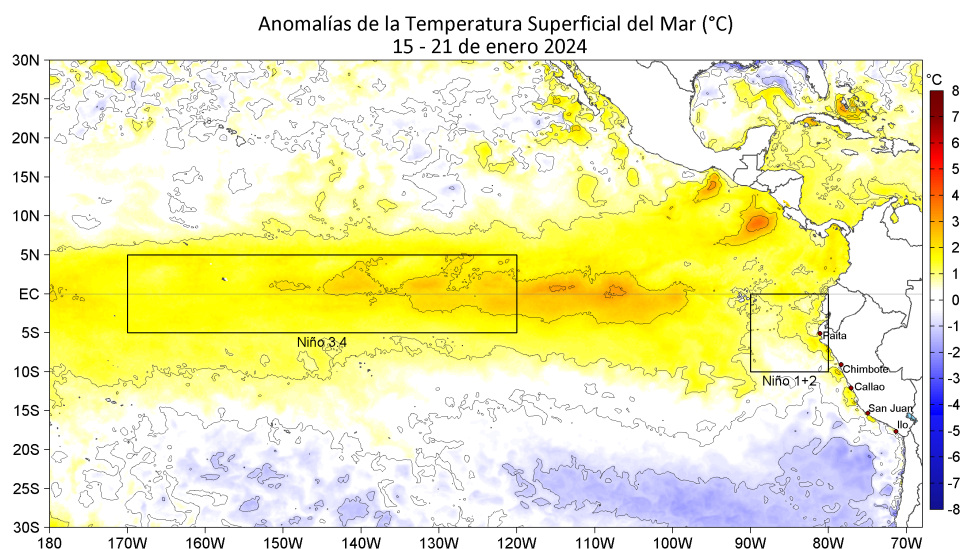 Anomalías de la Temperatura Superficial del Mar (°C)
15 - 21 de enero 2024
30N
25N
20N
15N
10N
5N
EC
5S
10S
15S
20S
25S
30S
Niño 3.4
Niño 1+2
Paita
Chimbote
Callao
San Juan
Ilo
°C
8
7
6
5
4
3
2
1
0
-1
-2
-3
-4
-5
-6
-7
-8
180 170W 160W 150W 140W 130W 120W 110W 100W 90W 80W 70W